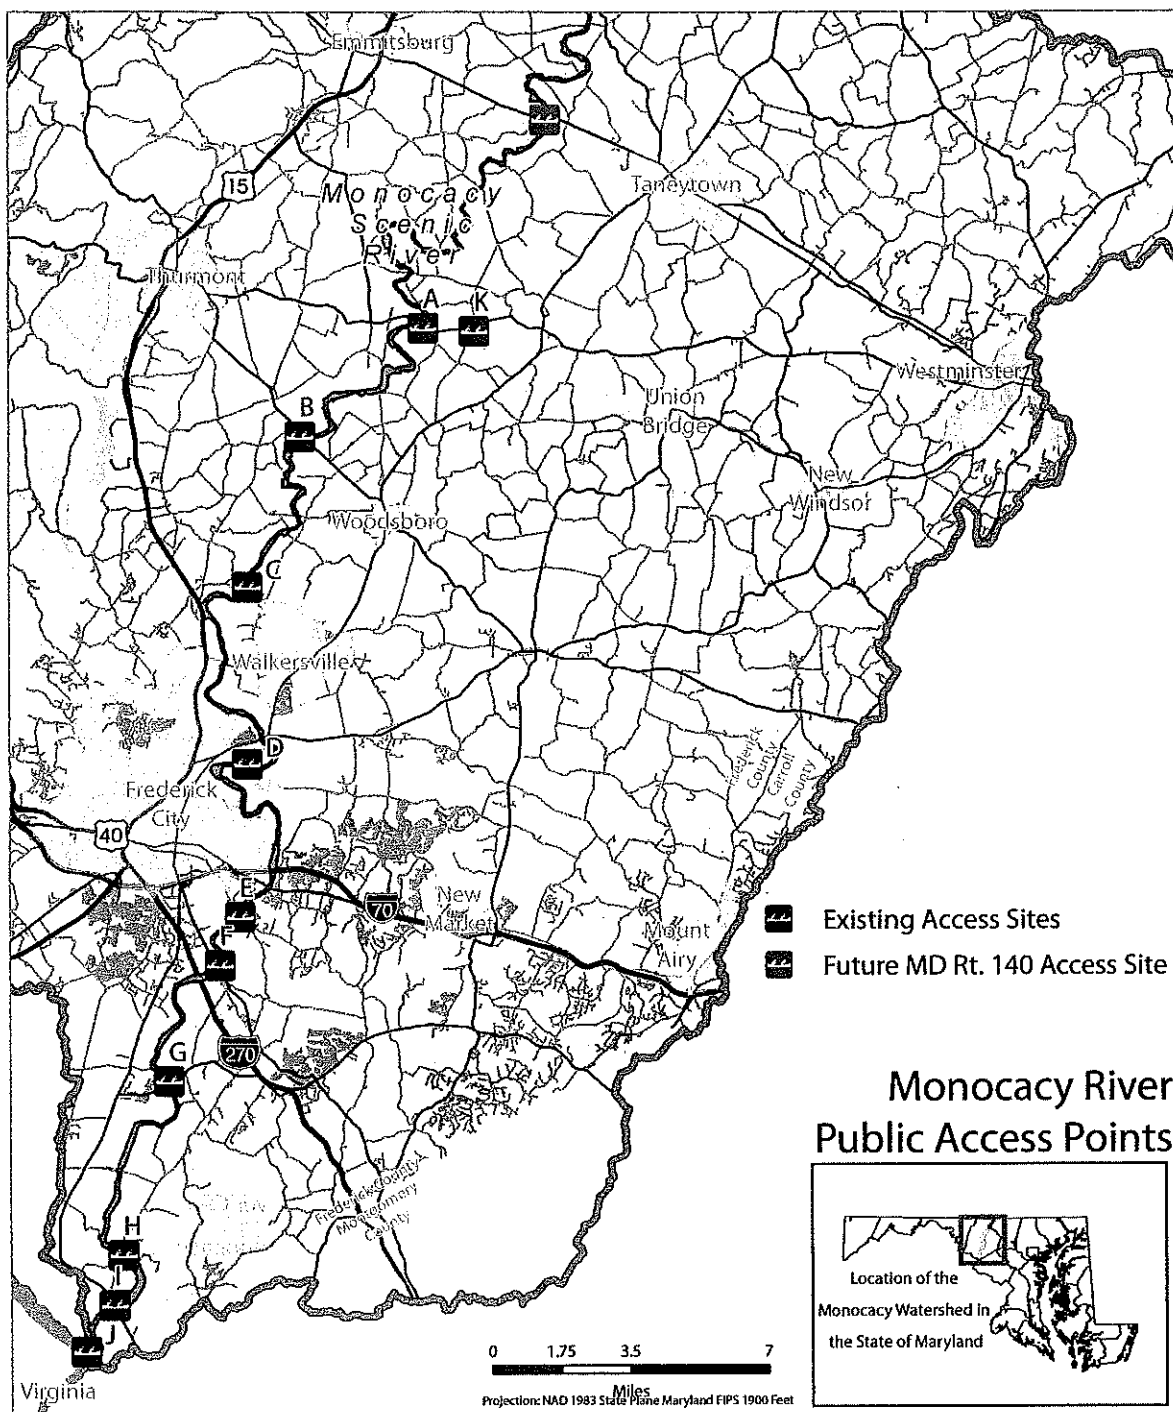 Emmitsburg
15
Monocacy
Scenic
River
Taneytown
Thurmont
A
K
Westminster
B
Union
Bridge
New
Windsor
Woodsboro
C
Walkersville
D
Frederick
County
Carroll
County
Frederick
City
40
E
70
New
Market
Mount
Airy
F
Existing Access Sites
Future MD Rt. 140 Access Site
G
270
Monocacy River
Public Access Points
Frederick County
Montgomery
County
H
I
J
Virginia
Location of the
Monocacy Watershed in
the State of Maryland
0 1.75 3.5 7
Miles
Projection: NAD 1983 State Plane Maryland FIPS 1900 Feet